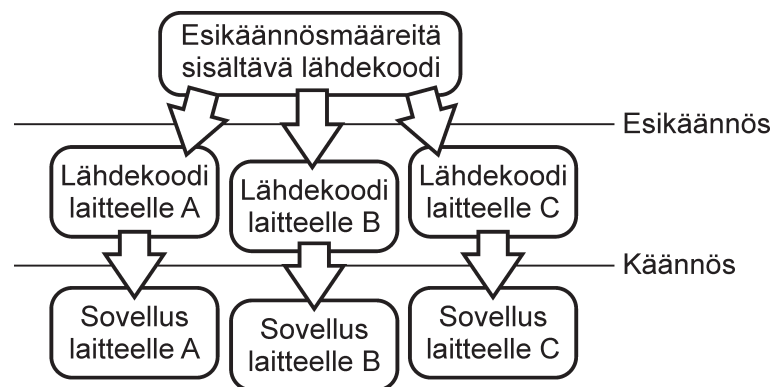 Esikäännösmääreitä
sisältävä lähdekoodi
Esikäännös
Lähdekoodi
laitteelle A
Lähdekoodi
laitteelle B
Lähdekoodi
laitteelle C
Käännös
Sovellus
laitteelle A
Sovellus
laitteelle B
Sovellus
laitteelle C